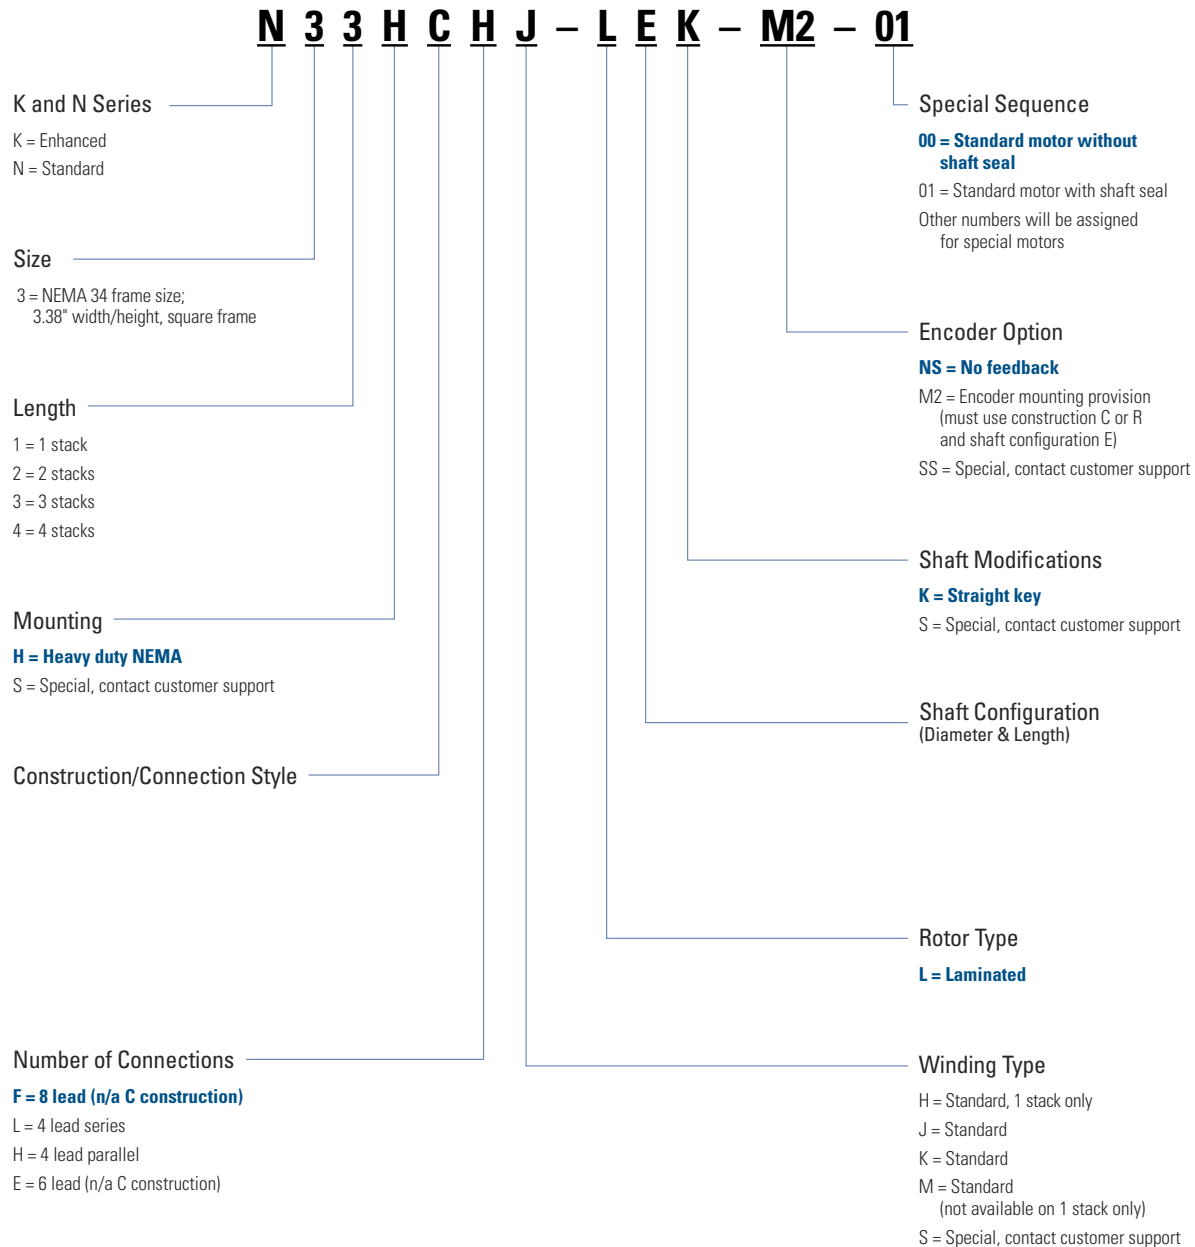 N 3 3 H C H J – L E K – M2 – 01
K and N Series
K = Enhanced
N = Standard
Size
3 = NEMA 34 frame size;
3.38" width/height, square frame
Length
1 = 1 stack
2 = 2 stacks
3 = 3 stacks
4 = 4 stacks
Mounting
H = Heavy duty NEMA
S = Special, contact customer support
Construction/Connection Style
Number of Connections
F = 8 lead (n/a C construction)
L = 4 lead series
H = 4 lead parallel
E = 6 lead (n/a C construction)
Special Sequence
00 = Standard motor without
shaft seal
01 = Standard motor with shaft seal
Other numbers will be assigned
for special motors
Encoder Option
NS = No feedback
M2 = Encoder mounting provision
(must use construction C or R
and shaft configuration E)
SS = Special, contact customer support
Shaft Modifications
K = Straight key
S = Special, contact customer support
Shaft Configuration
(Diameter & Length)
Rotor Type
L = Laminated
Winding Type
H = Standard, 1 stack only
J = Standard
K = Standard
M = Standard
(not available on 1 stack only)
S = Special, contact customer support